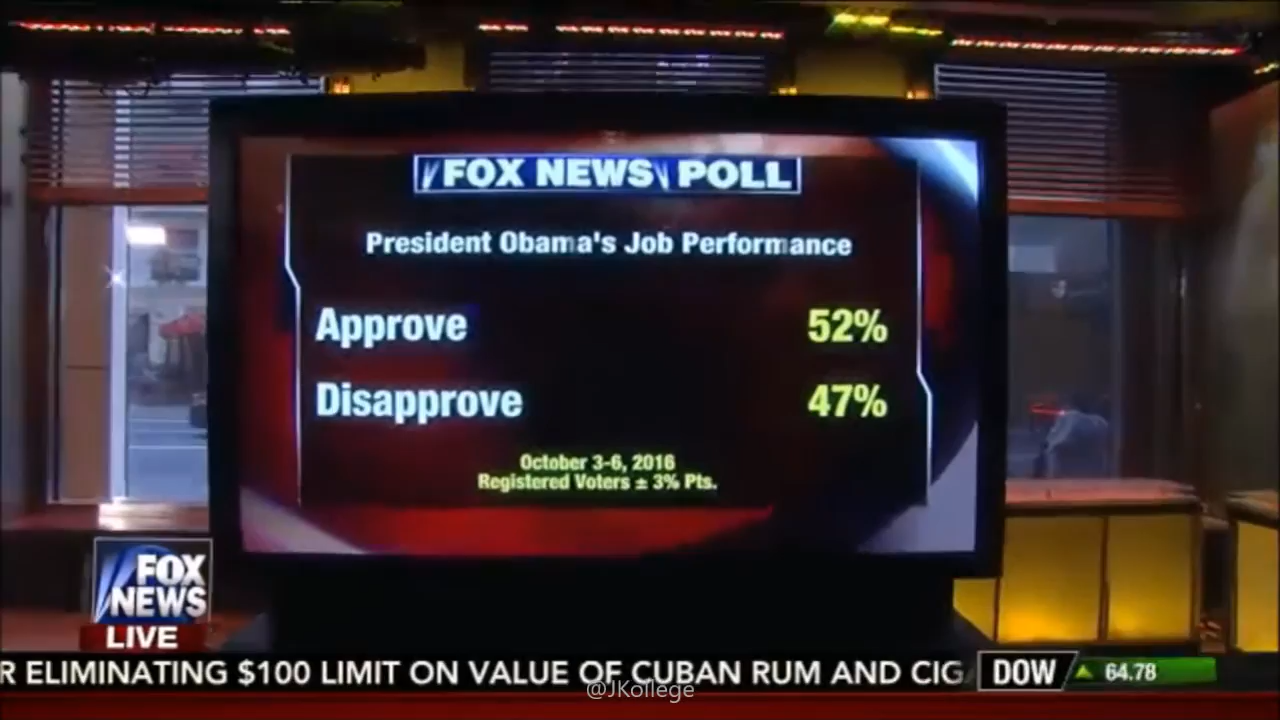 FOX NEWS POLL
President Obama's Job Performance
Approve 52%
Disapprove 47%
October 3-6, 2016
Registered Voters ± 3% Pts.
FOX
NEWS
LIVE
R ELIMINATING $100 LIMIT ON VALUE OF CUBAN RUM AND CIG
DOW 64.78
@JKollege